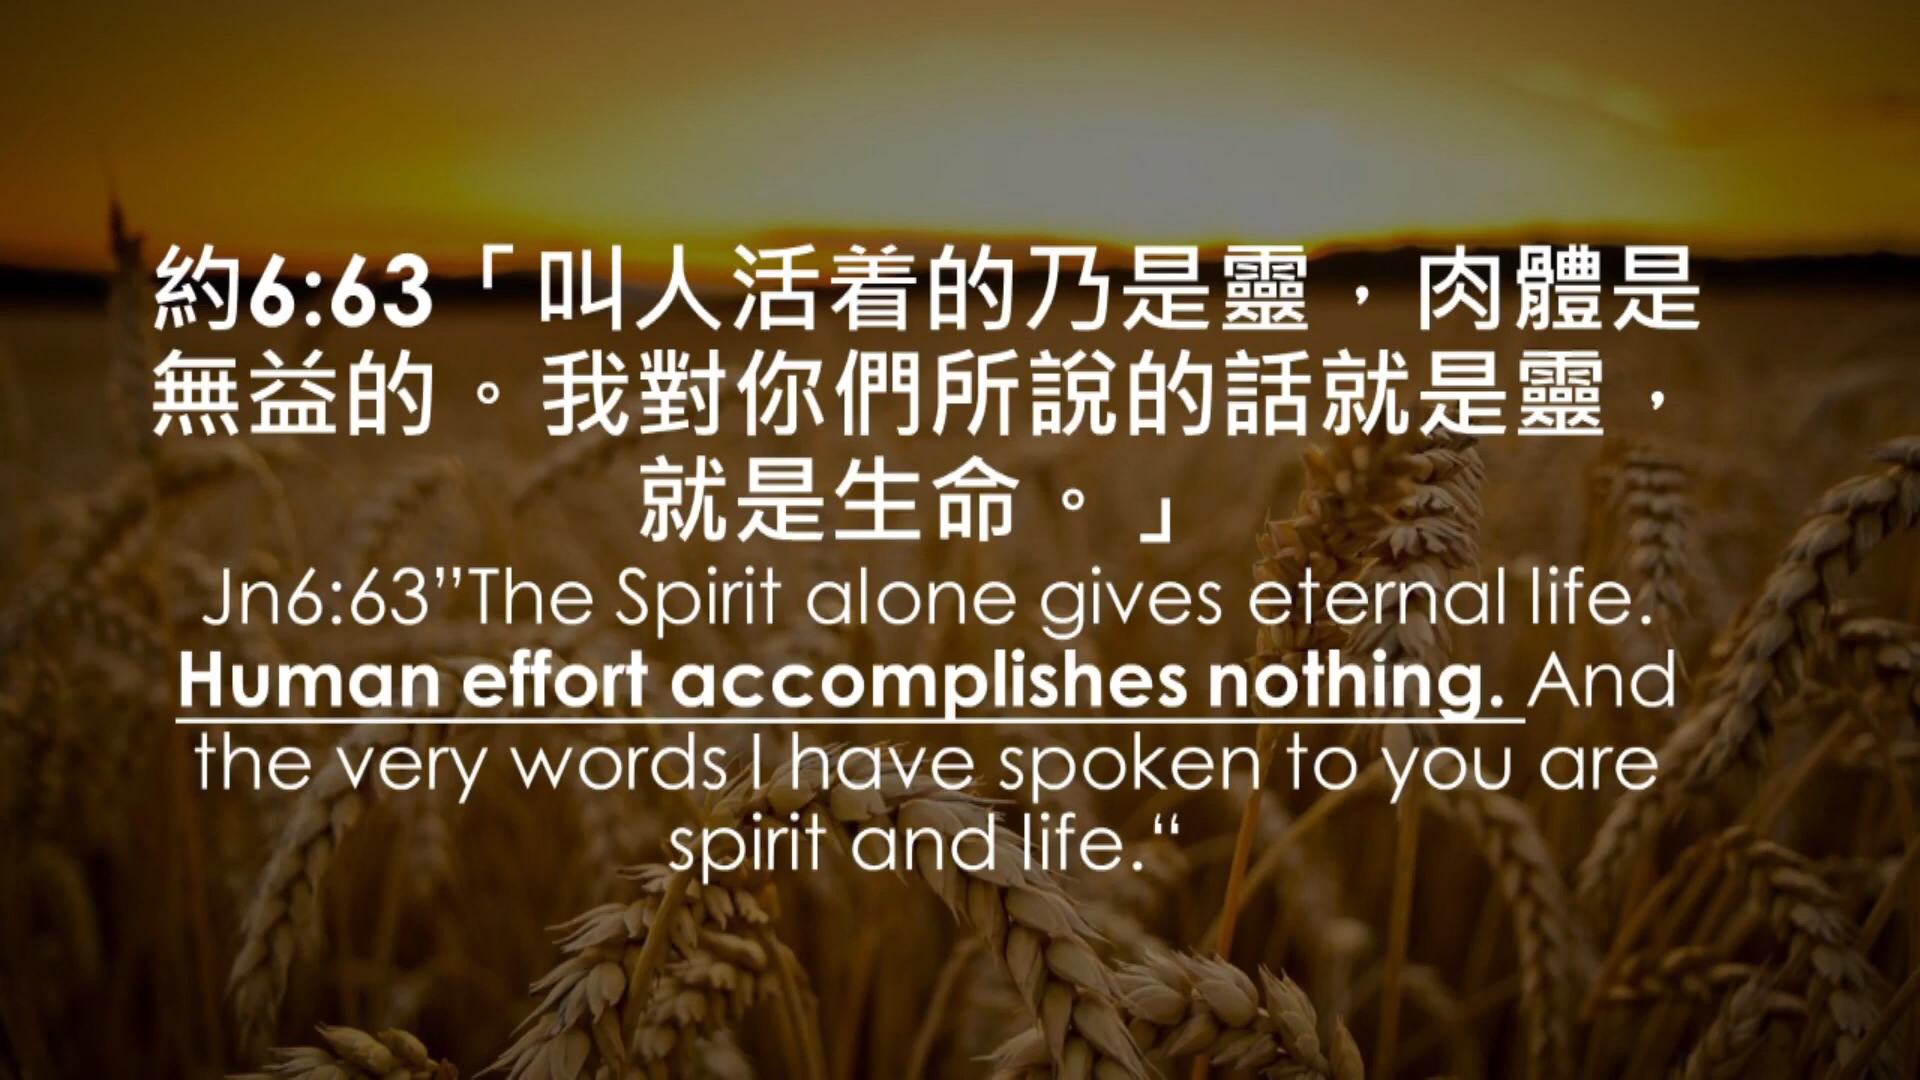 約6:63「叫人活着的乃是靈，肉體是
無益的。我對你們所說的話就是靈，
就是生命。」
Jn6:63”The Spirit alone gives eternal life.
Human effort accomplishes nothing. And
the very words I have spoken to you are
spirit and life.“